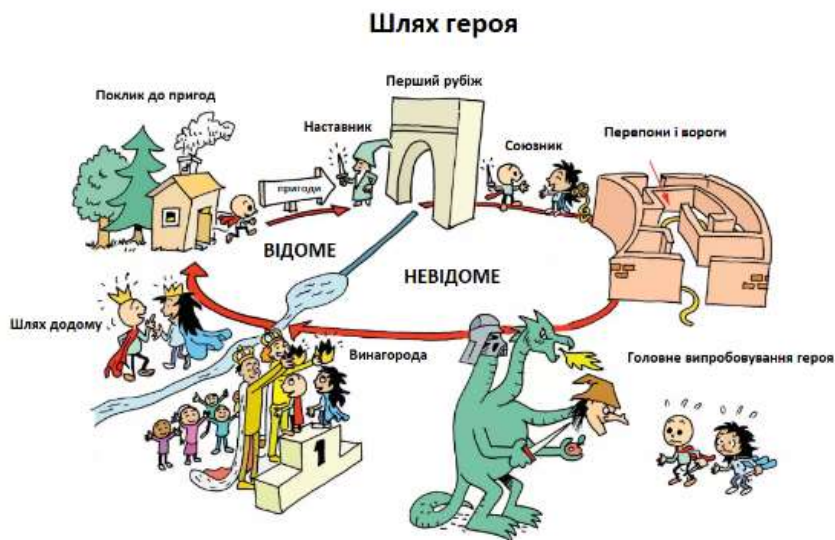 Шлях героя
Поклик до пригод
Наставник
Перший рубіж
Союзник
Перепони і вороги
пригоди
ВІДОМЕ
НЕВІДОМЕ
Шлях додому
Винагорода
Головне випробовування героя
1